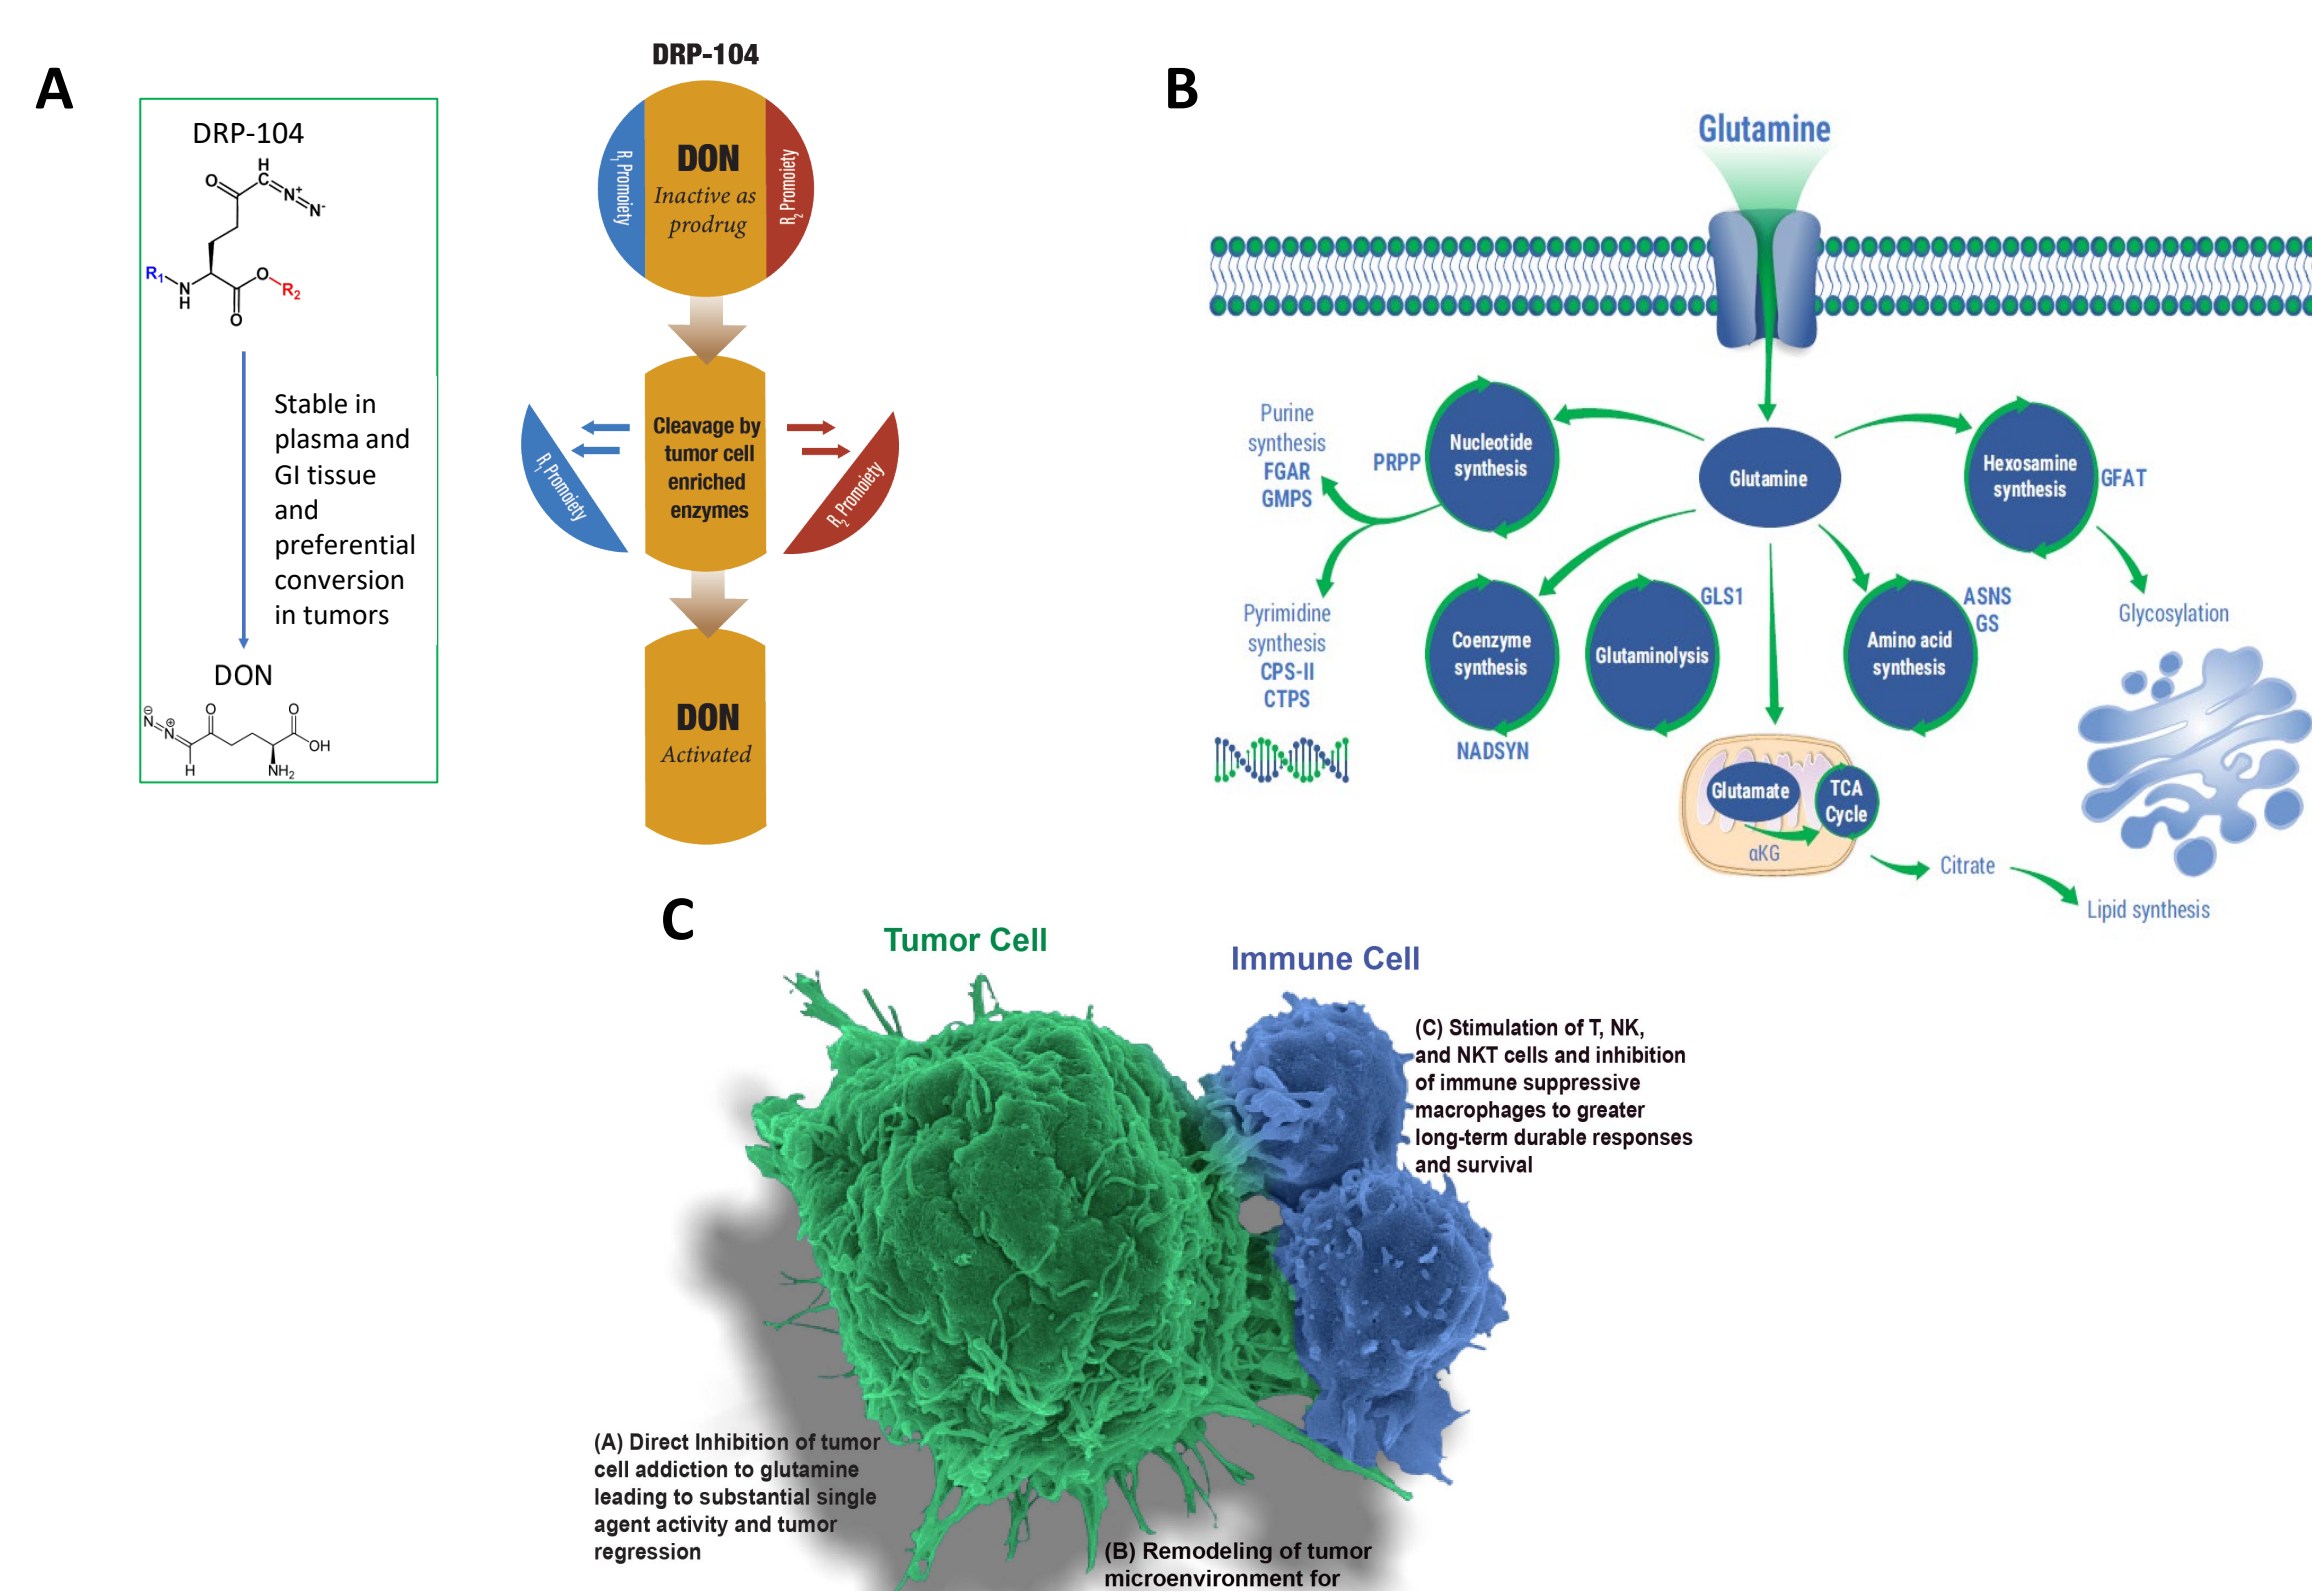 A
DRP-104
H
O
C
N+
N-
R1
N
H
O
R2
O
Stable in
plasma and
GI tissue
and
preferential
conversion
in tumors
DON
⊖
N
⊕
N
O
O
OH
H
NH2
DRP-104
R1 Promoiety
DON
Inactive as
prodrug
R2 Promoiety
R1 Promoiety
Cleavage by
tumor cell
enriched
enzymes
R2 Promoiety
DON
Activated
B
Glutamine
Purine
synthesis
FGAR
GMPS
PRPP
Nucleotide
synthesis
Glutamine
Hexosamine
synthesis
GFAT
Pyrimidine
synthesis
CPS-II
CTPS
Coenzyme
synthesis
NADSYN
Glutaminolysis
GLS1
Amino acid
synthesis
ASNS
GS
Glycosylation
Glutamate
TCA
Cycle
αKG
Citrate
Lipid synthesis
C
Tumor Cell
Immune Cell
(C) Stimulation of T, NK,
and NKT cells and inhibition
of immune suppressive
macrophages to greater
long-term durable responses
and survival
(A) Direct Inhibition of tumor
cell addiction to glutamine
leading to substantial single
agent activity and tumor
regression
(B) Remodeling of tumor
microenvironment for